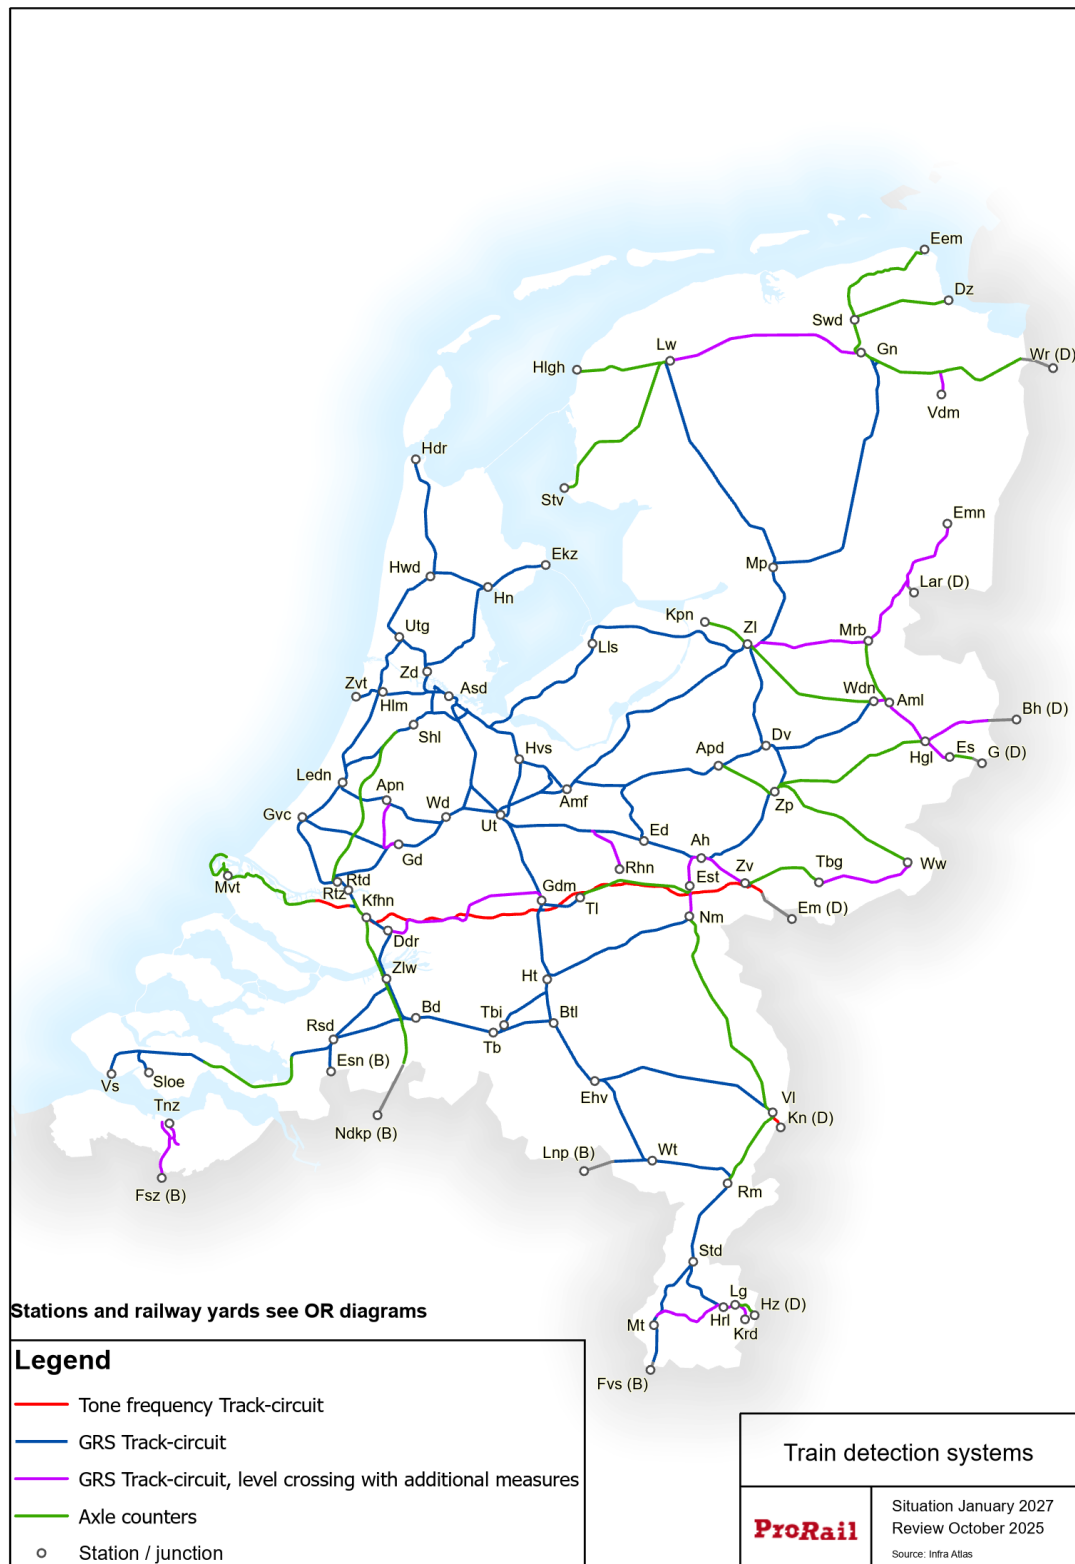 Eem
Dz
Swd
Gn
Lw
Wr (D)
Hlgh
Vdm
Hdr
Stv
Emn
Ekz
Hwd
Mp
Lar (D)
Hn
Kpn
Zl
Mrb
Utg
Lls
Zd
Zvt
Asd
Wdn
Aml
Hlm
Bh (D)
Shl
Dv
Hvs
Apd
Hgl
Es
G (D)
Ledn
Apn
Amf
Zp
Gvc
Wd
Ut
Ed
Ah
Gd
Ww
Zv
Tbg
Rhn
Mvt
Rtd
Est
Rtz
Gdm
Kfhn
Tl
Em (D)
Nm
Ddr
Zlw
Ht
Bd
Tbi
Btl
Rsd
Tb
Esn (B)
Vs
Sloe
Ehv
Tnz
Vl
Kn (D)
Ndkp (B)
Lnp (B)
Wt
Fsz (B)
Rm
Std
Lg
Hz (D)
Stations and railway yards see OR diagrams
Mt
Hrl
Krd
Fvs (B)
Legend
Tone frequency Track-circuit
GRS Track-circuit
GRS Track-circuit, level crossing with additional measures
Axle counters
Station / junction
Train detection systems
ProRail
Situation January 2027
Review October 2025
Source: Infra Atlas